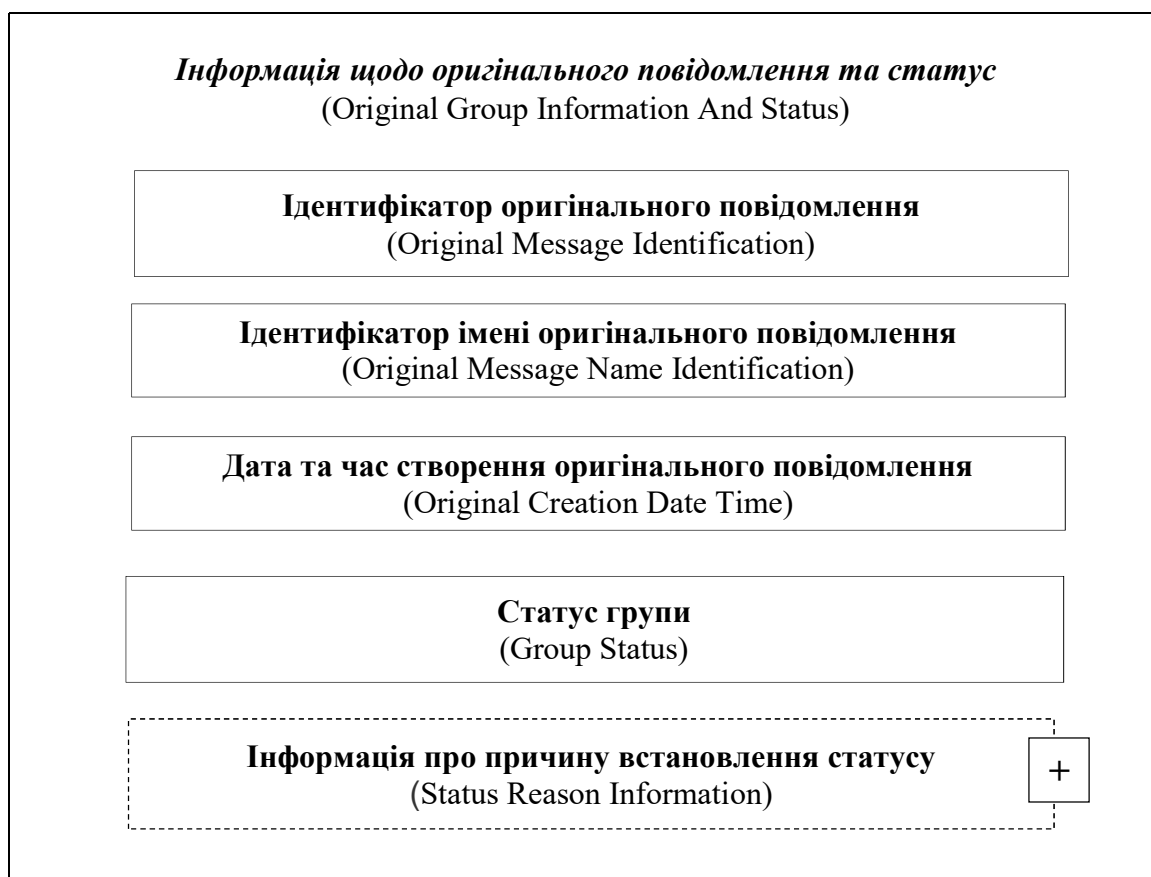 Інформація щодо оригінального повідомлення та статус
(Original Group Information And Status)
Ідентифікатор оригінального повідомлення
(Original Message Identification)
Ідентифікатор імені оригінального повідомлення
(Original Message Name Identification)
Дата та час створення оригінального повідомлення
(Original Creation Date Time)
Статус групи
(Group Status)
Інформація про причину встановлення статусу
(Status Reason Information)
+